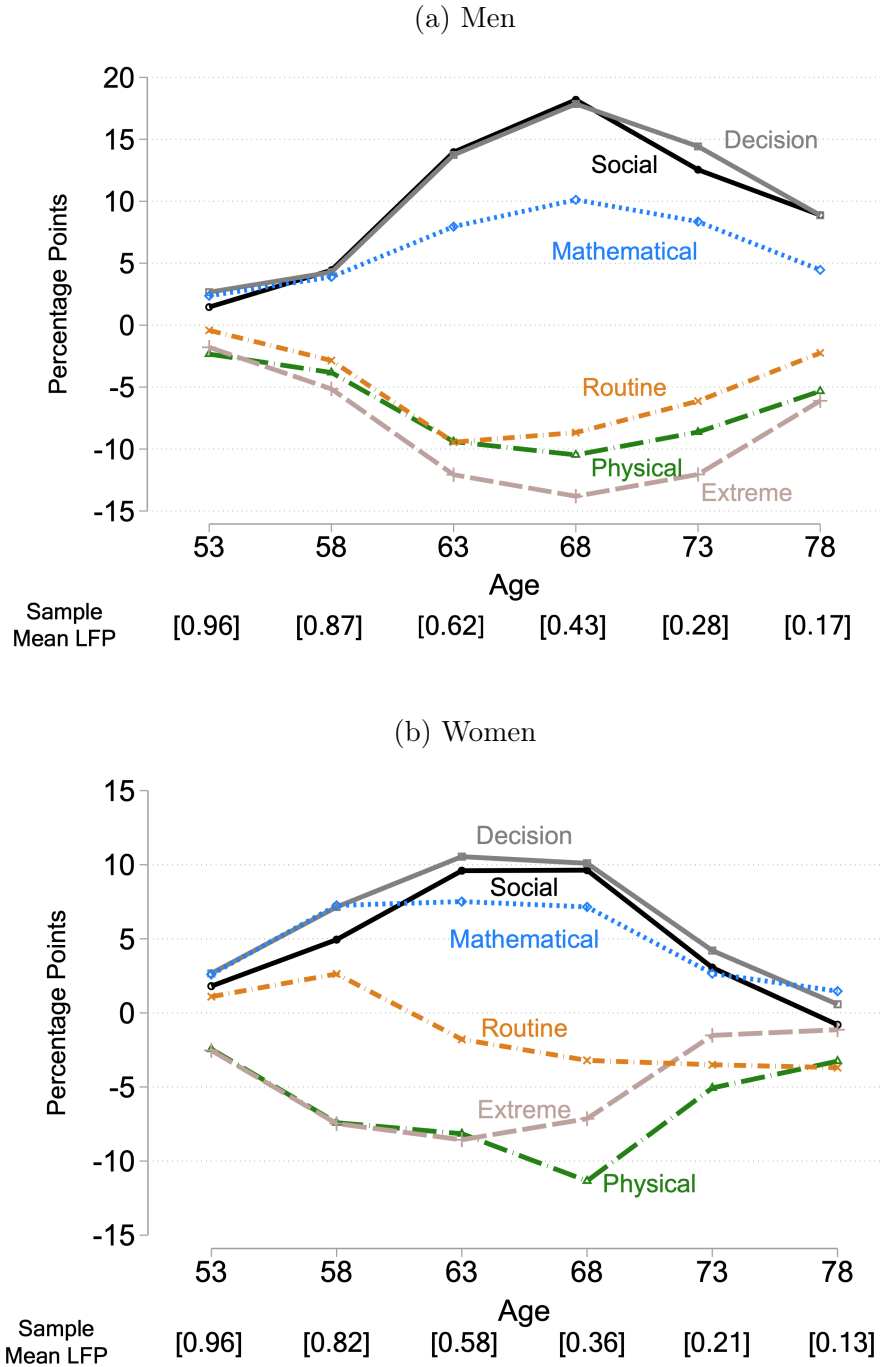 (a) Men
20
15
10
5
0
-5
-10
-15
Percentage Points
Decision
Social
Mathematical
Routine
Physical
Extreme
53 58 63 68 73 78
Age
Sample
Mean LFP
[0.96] [0.87] [0.62] [0.43] [0.28] [0.17]
(b) Women
15
10
5
0
-5
-10
-15
Percentage Points
Decision
Social
Mathematical
Routine
Extreme
Physical
53 58 63 68 73 78
Age
Sample
Mean LFP
[0.96] [0.82] [0.58] [0.36] [0.21] [0.13]